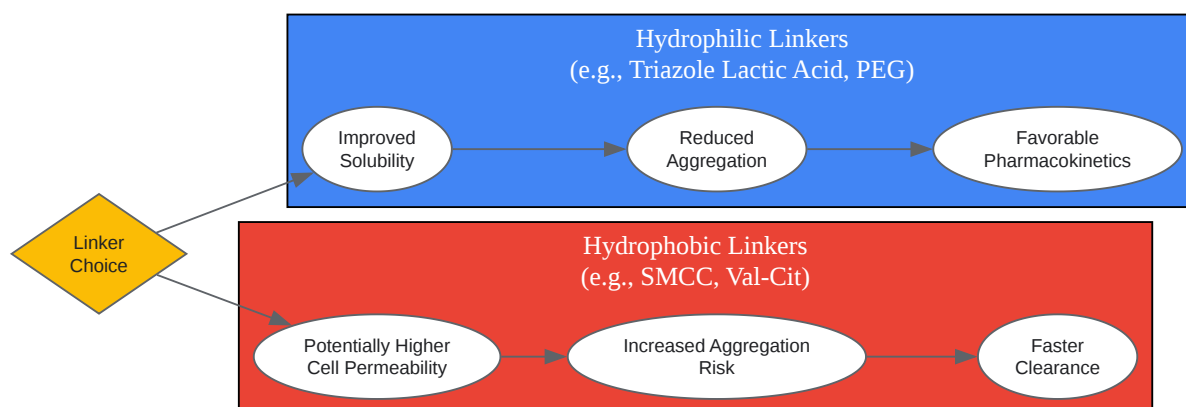 Hydrophilic Linkers
(e.g., Triazole Lactic Acid, PEG)
Improved
Solubility
Reduced
Aggregation
Favorable
Pharmacokinetics
Linker
Choice
Hydrophobic Linkers
(e.g., SMCC, Val-Cit)
Potentially Higher
Cell Permeability
Increased Aggregation
Risk
Faster
Clearance